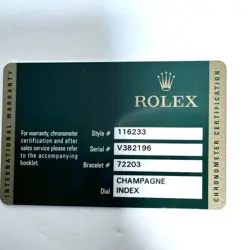 ROLEX
INTERNATIONAL WARRANTY
For warranty, chronometer
certification and after
sales service please refer
to the accompanying
booklet.
Style # 116233
Serial # V382196
Bracelet # 72203
CHAMPAGNE
Dial INDEX
CHRONOMETER CERTIFICATION